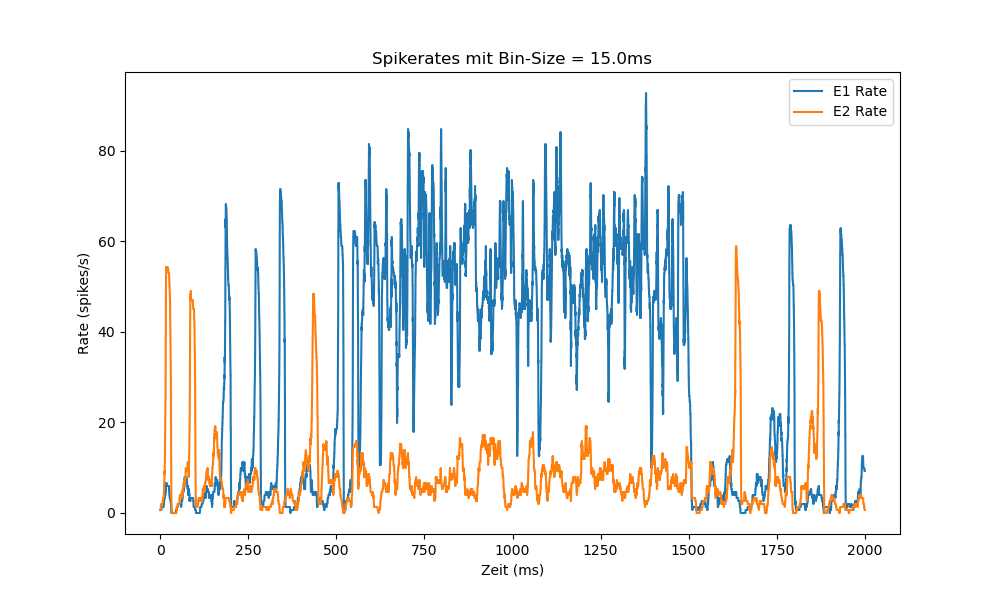 Spikerates mit Bin-Size = 15.0ms
E1 Rate
E2 Rate
80
60
40
20
0
Rate (spikes/s)
0 250 500 750 1000 1250 1500 1750 2000
Zeit (ms)